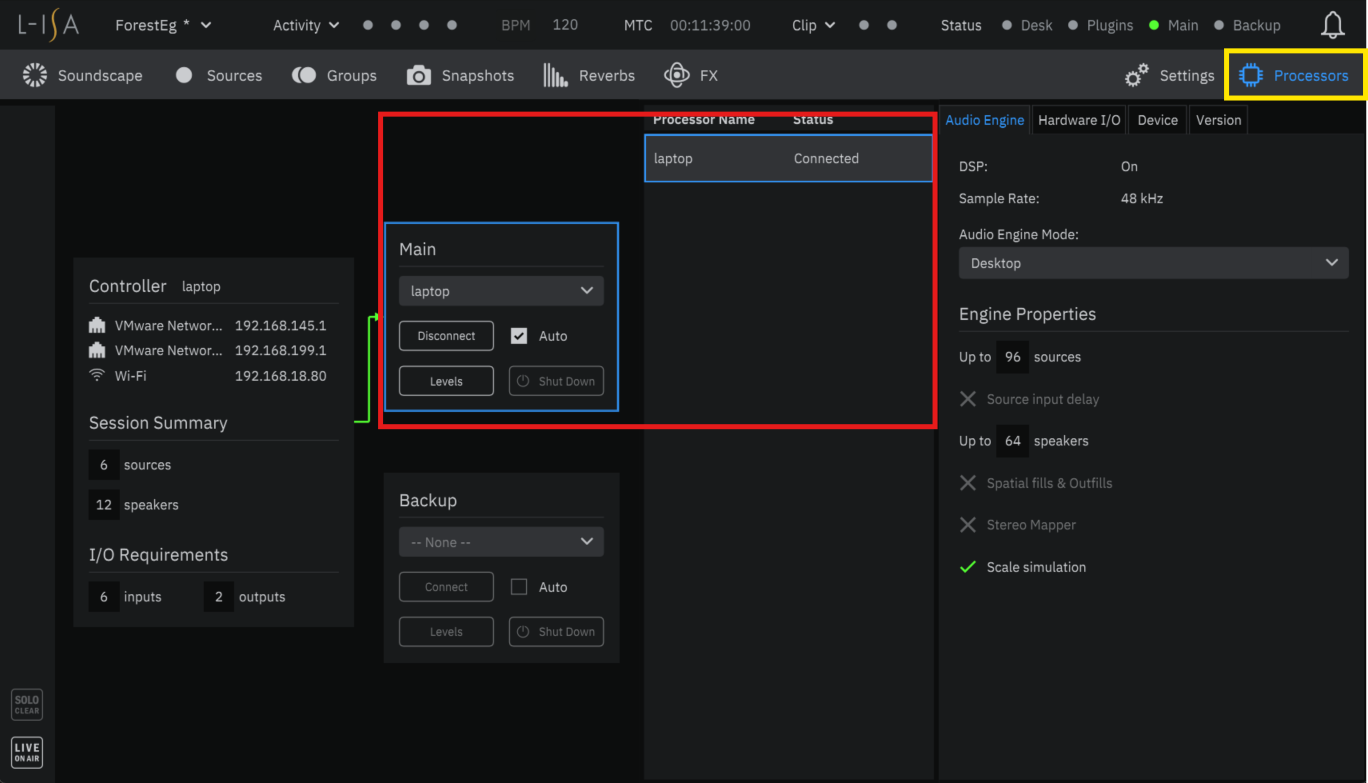 L-ISA ForestEg * Activity BPM 120 MTC 00:11:39:00 Clip Status Desk Plugins Main Backup
Soundscape Sources Groups Snapshots Reverbs FX Settings Processors
Controller laptop
VMware Networ... 192.168.145.1
VMware Networ... 192.168.199.1
Wi-Fi 192.168.18.80
Session Summary
6 sources
12 speakers
I/O Requirements
6 inputs 2 outputs
Main
laptop
Disconnect Auto
Levels Shut Down
Backup
-- None --
Connect Auto
Levels Shut Down
Processor Name Status
laptop Connected
Audio Engine Hardware I/O Device Version
DSP: On
Sample Rate: 48 kHz
Audio Engine Mode:
Desktop
Engine Properties
Up to 96 sources
Source input delay
Up to 64 speakers
Spatial fills & Outfills
Stereo Mapper
Scale simulation
SOLO
CLEAR
LIVE
ON AIR